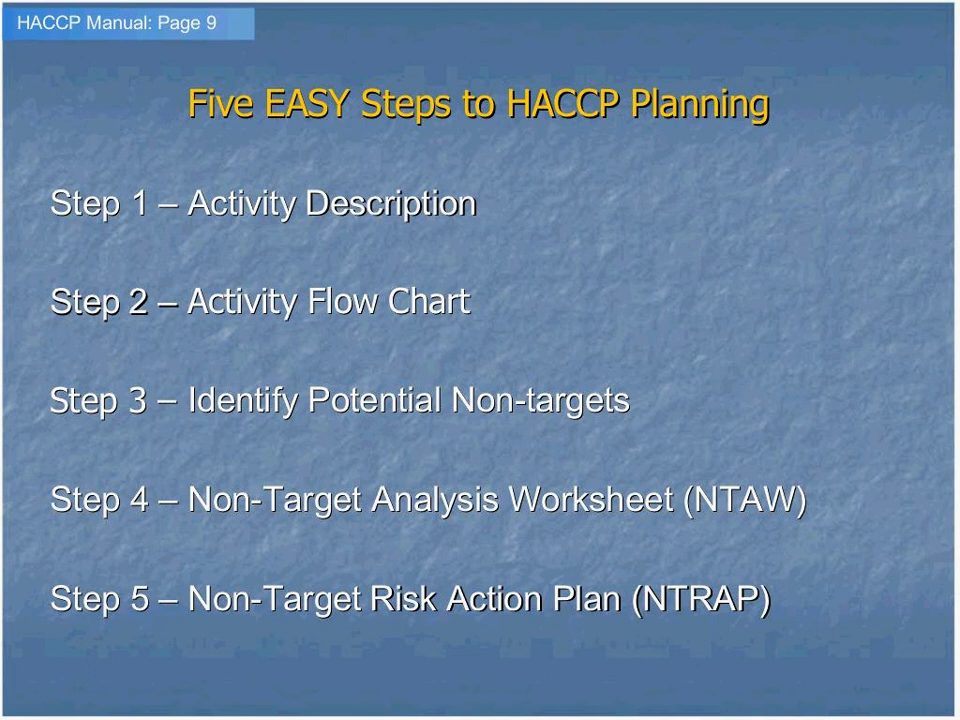 HACCP Manual: Page 9
Five EASY Steps to HACCP Planning
Step 1 – Activity Description
Step 2 – Activity Flow Chart
Step 3 – Identify Potential Non-targets
Step 4 – Non-Target Analysis Worksheet (NTAW)
Step 5 – Non-Target Risk Action Plan (NTRAP)